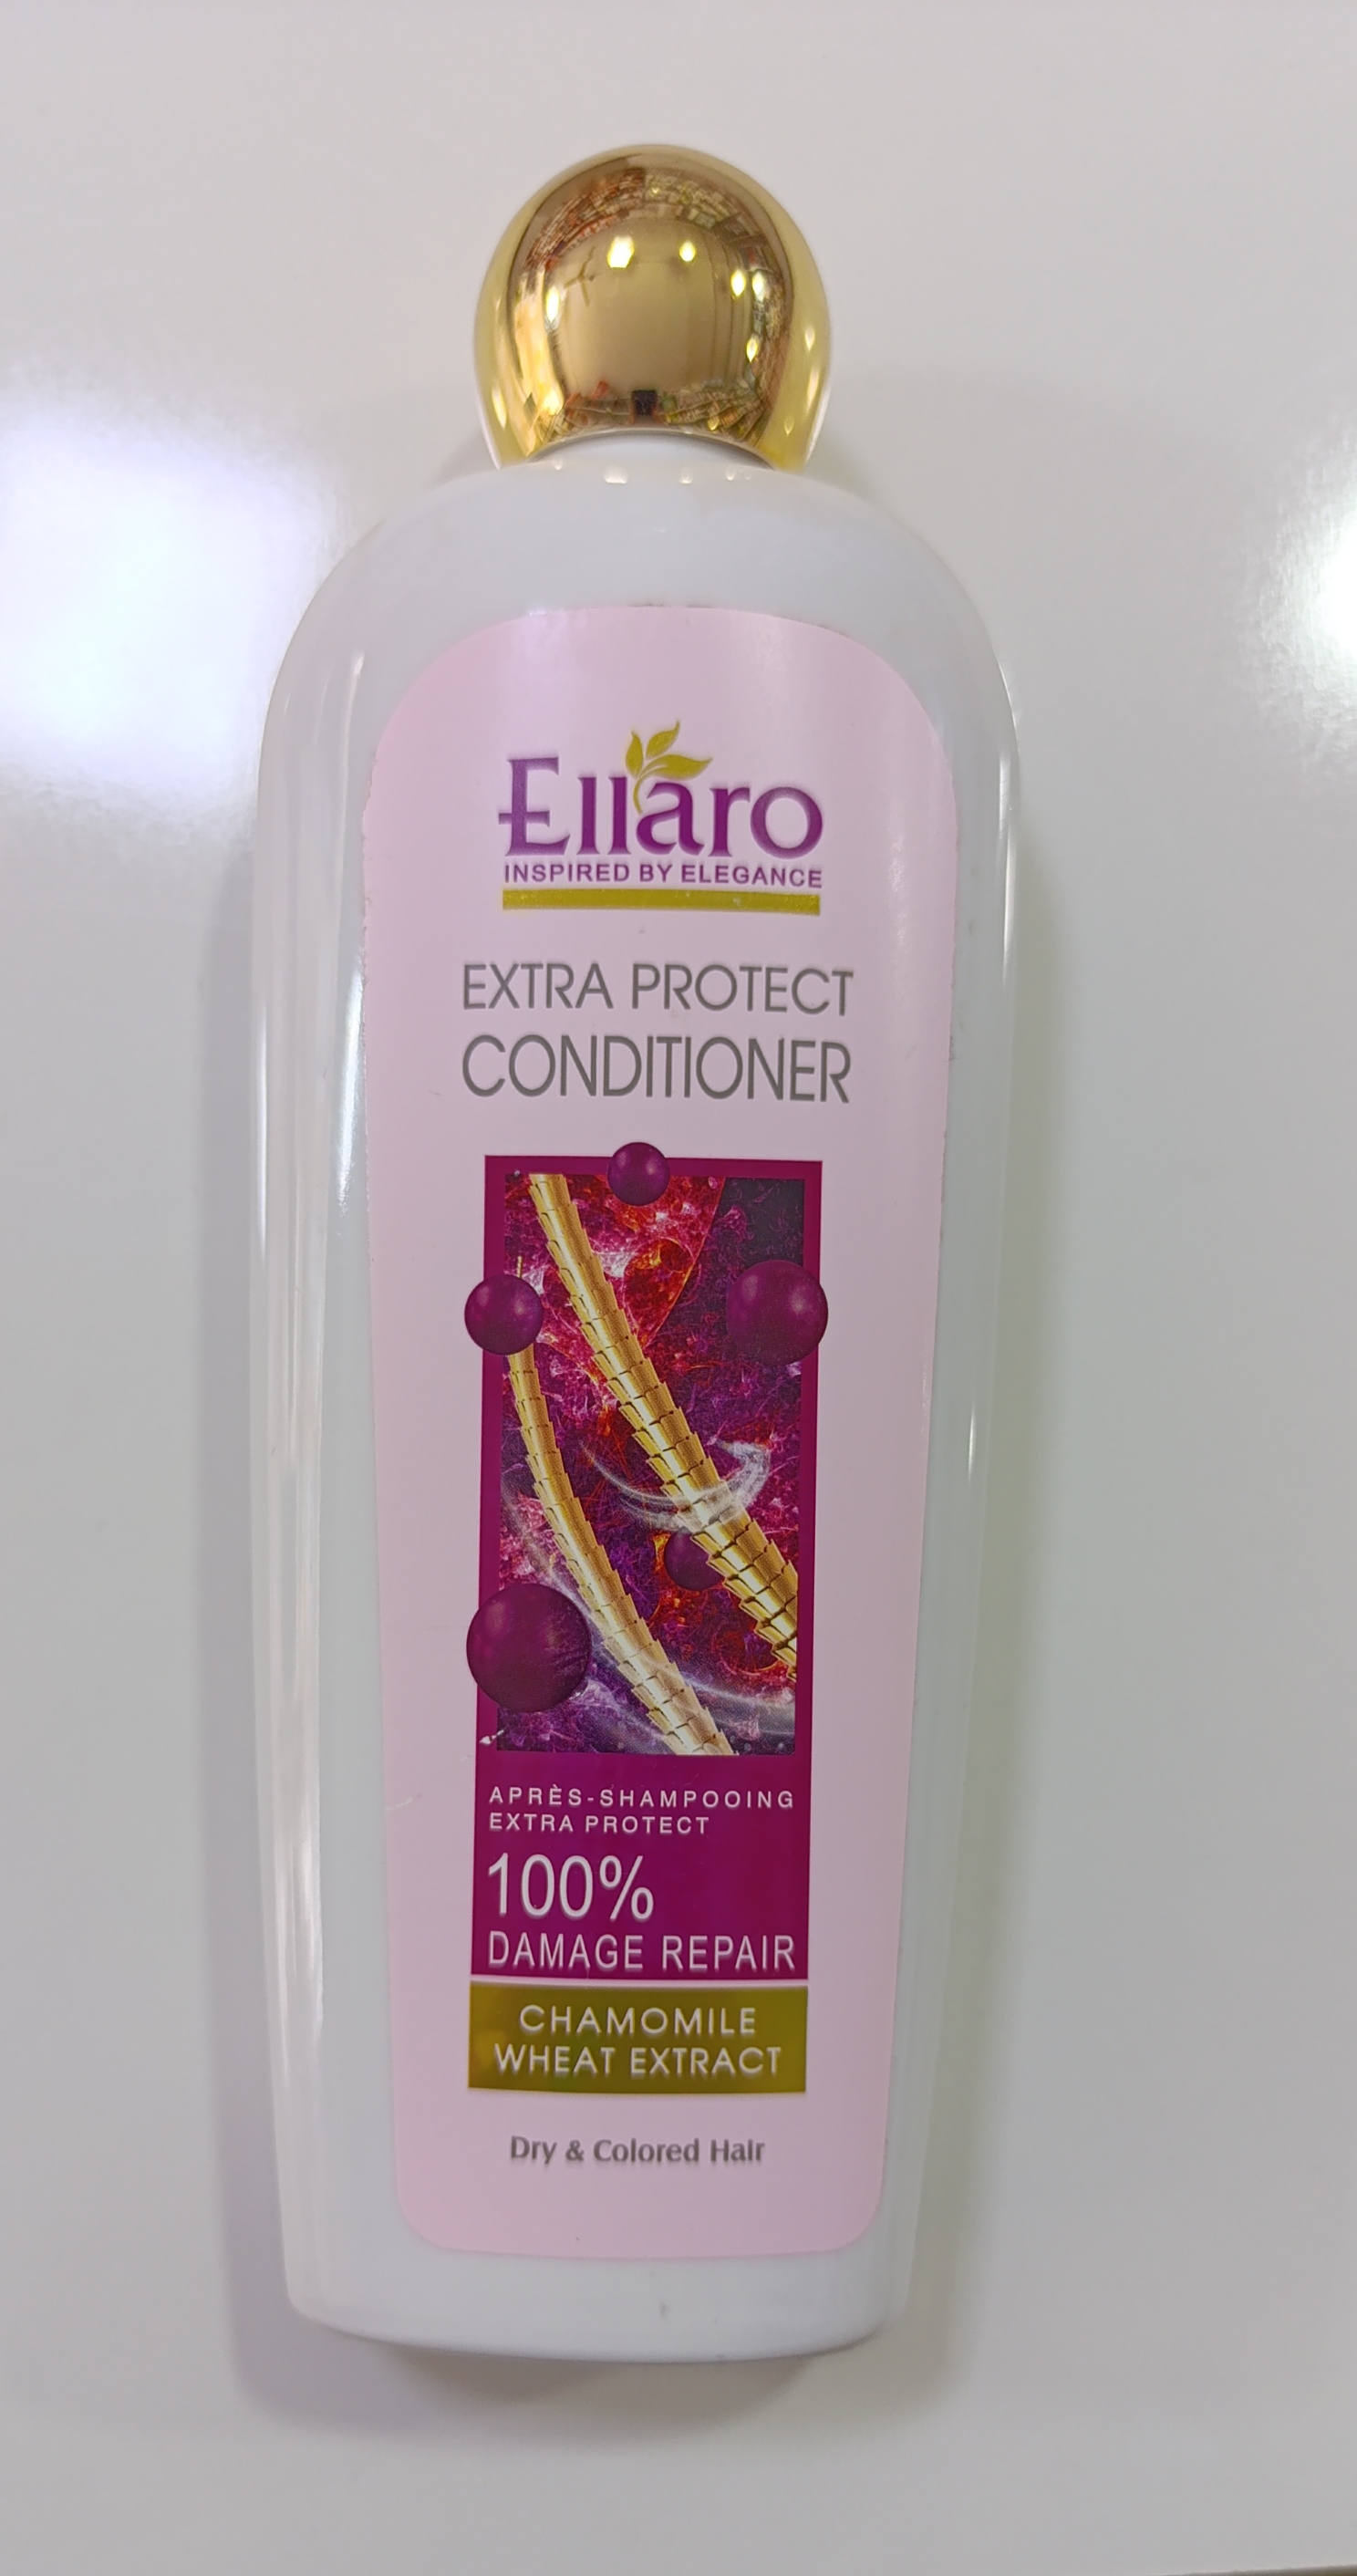 Ellaro
INSPIRED BY ELEGANCE
EXTRA PROTECT
CONDITIONER
APRÈS-SHAMPOOING
EXTRA PROTECT
100%
DAMAGE REPAIR
CHAMOMILE
WHEAT EXTRACT
Dry & Colored Hair